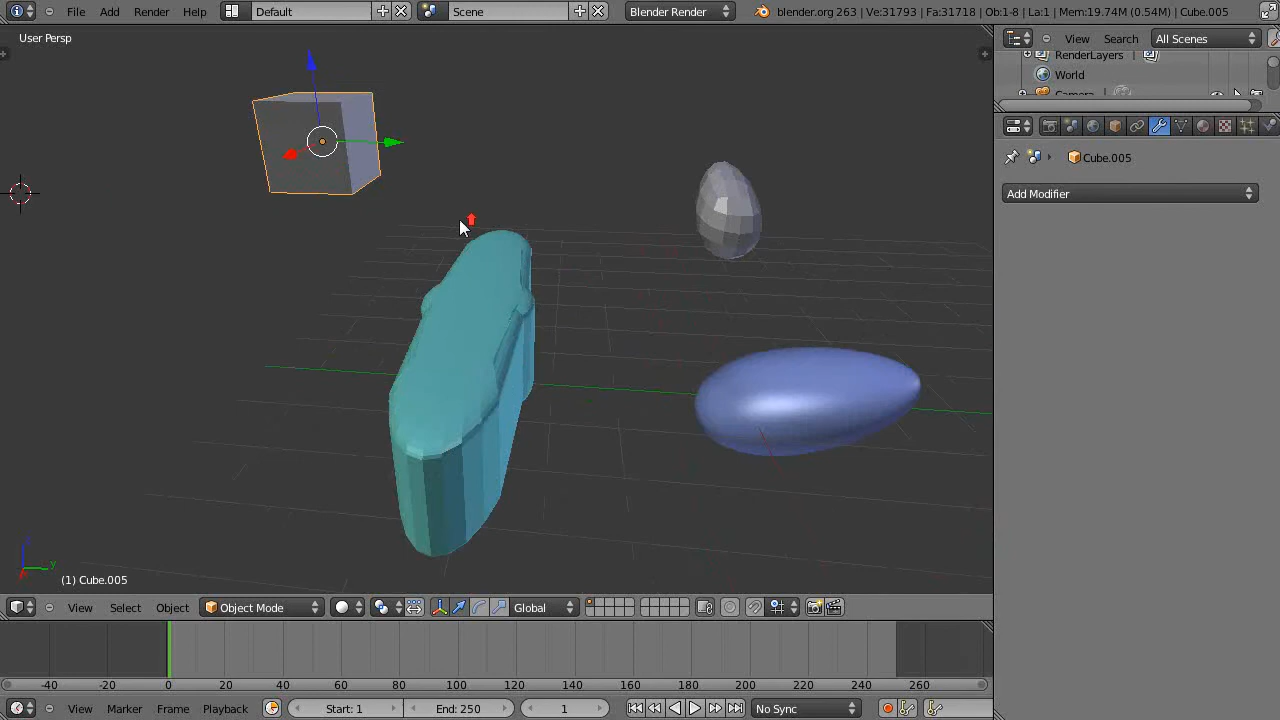 File Add Render Help Default Scene Blender Render blender.org 263 | Ve:31793 | Fa:31718 | Ob:1-8 | La:1 | Mem:19.74M (0.54M) | Cube.005
User Persp
View Search All Scenes
RenderLayers |
World
Camera
Cube.005
Add Modifier
y
(1) Cube.005
View Select Object Object Mode Global
-40 -20 0 20 40 60 80 100 120 140 160 180 200 220 240 260
View Marker Frame Playback Start: 1 End: 250 1 No Sync